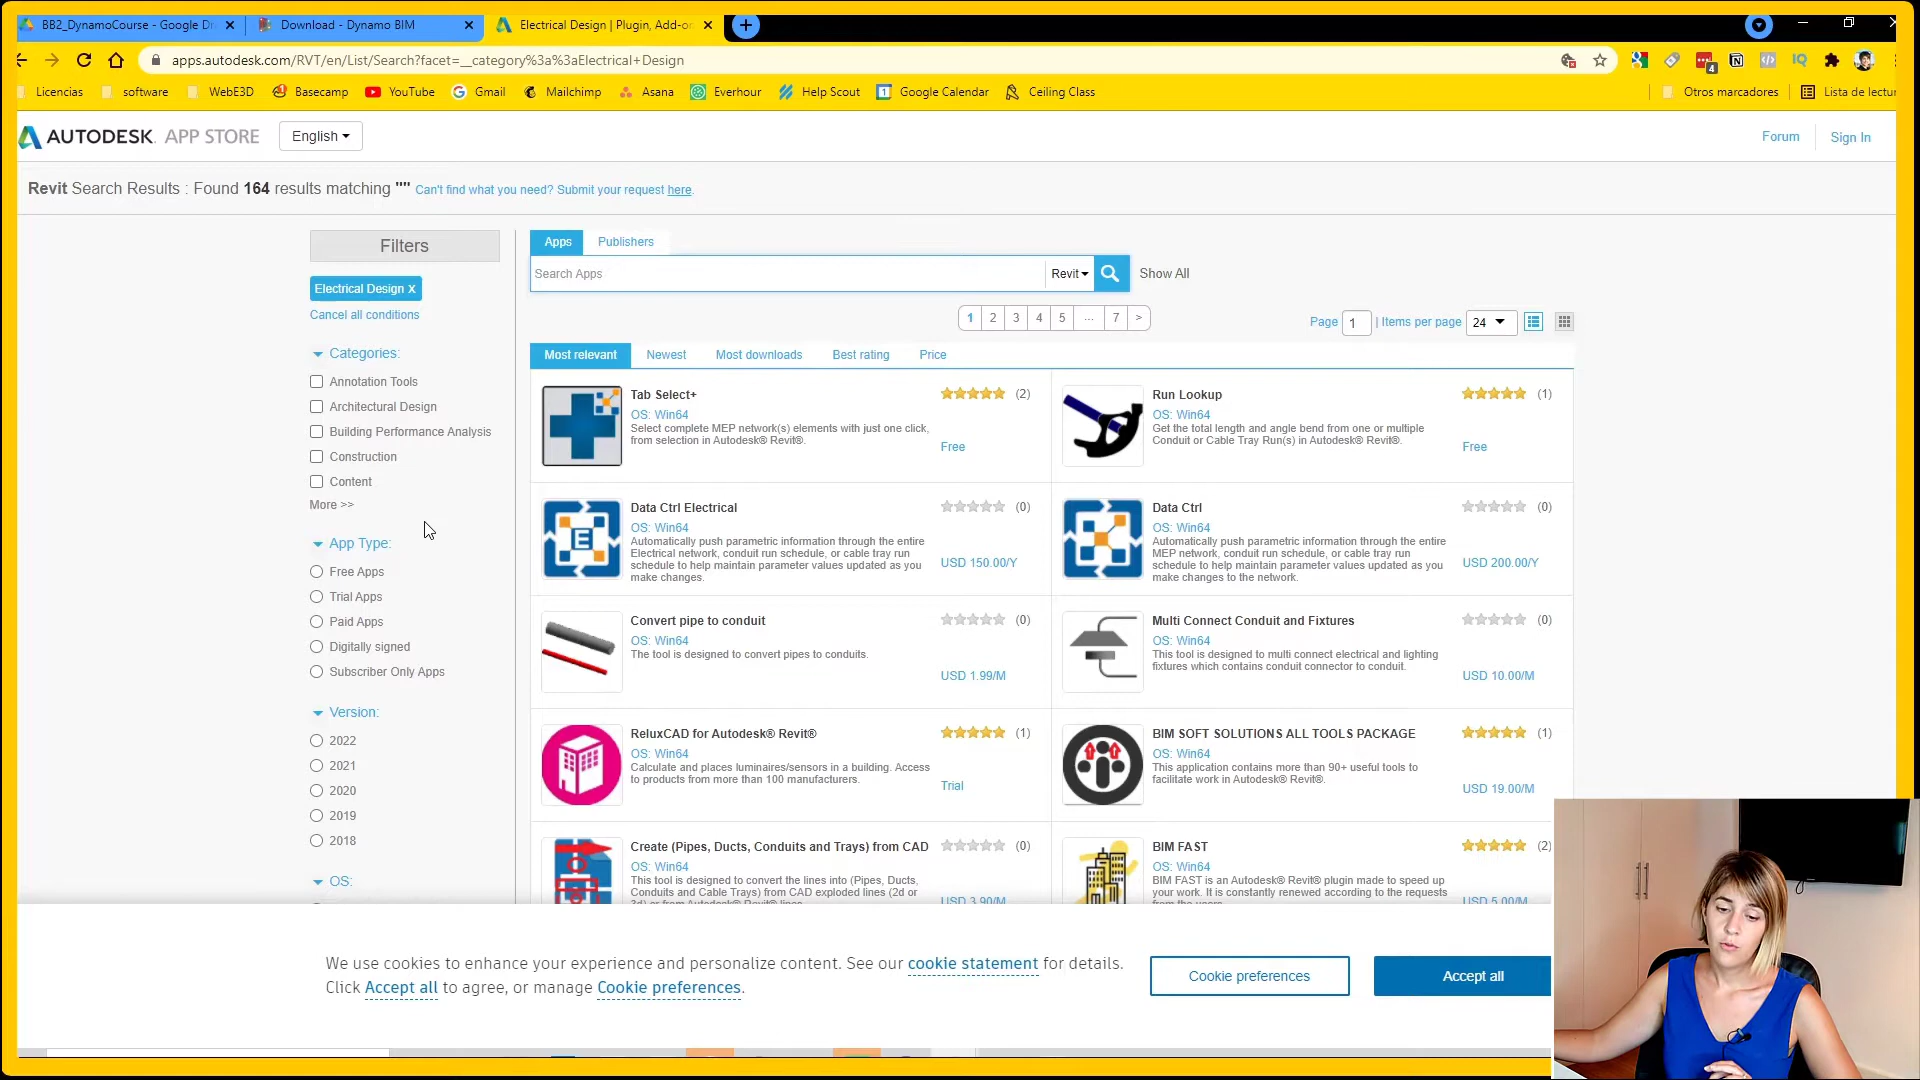 BB2_DynamoCourse - Google Dr
Download - Dynamo BIM
Electrical Design | Plugin, Add-o
apps.autodesk.com/RVT/en/List/Search?facet=__category%3a%3aElectrical+Design
Licencias
software
WebE3D
Basecamp
YouTube
Gmail
Mailchimp
Asana
Everhour
Help Scout
Google Calendar
Ceiling Class
Otros marcadores
Lista de lectur
AUTODESK. APP STORE
English
Forum
Sign In
Revit Search Results : Found 164 results matching "" Can't find what you need? Submit your request here.
Filters
Electrical Design X
Cancel all conditions
Categories:
Annotation Tools
Architectural Design
Building Performance Analysis
Construction
Content
More >>
App Type:
Free Apps
Trial Apps
Paid Apps
Digitally signed
Subscriber Only Apps
Version:
2022
2021
2020
2019
2018
OS:
Apps
Publishers
Search Apps
Revit
Show All
1 2 3 4 5 ... 7 >
Page 1 | Items per page 24
Most relevant
Newest
Most downloads
Best rating
Price
Tab Select+
(2)
OS: Win64
Select complete MEP network(s) elements with just one click,
from selection in Autodesk® Revit®.
Free
Run Lookup
(1)
OS: Win64
Get the total length and angle bend from one or multiple
Conduit or Cable Tray Run(s) in Autodesk® Revit®.
Free
E
Data Ctrl Electrical
(0)
OS: Win64
Automatically push parametric information through the entire
Electrical network, conduit run schedule, or cable tray run
schedule to help maintain parameter values updated as you
make changes.
USD 150.00/Y
Data Ctrl
(0)
OS: Win64
Automatically push parametric information through the entire
MEP network, conduit run schedule, or cable tray run
schedule to help maintain parameter values updated as you
make changes to the network.
USD 200.00/Y
Convert pipe to conduit
(0)
OS: Win64
The tool is designed to convert pipes to conduits.
USD 1.99/M
Multi Connect Conduit and Fixtures
(0)
OS: Win64
This tool is designed to multi connect electrical and lighting
fixtures which contains conduit connector to conduit.
USD 10.00/M
ReluxCAD for Autodesk® Revit®
(1)
OS: Win64
Calculate and places luminaires/sensors in a building. Access
to products from more than 100 manufacturers.
Trial
BIM SOFT SOLUTIONS ALL TOOLS PACKAGE
(1)
OS: Win64
This application contains more than 90+ useful tools to
facilitate work in Autodesk® Revit®.
USD 19.00/M
Create (Pipes, Ducts, Conduits and Trays) from CAD
(0)
OS: Win64
This tool is designed to convert the lines into (Pipes, Ducts,
Conduits and Cable Trays) from CAD exploded lines (2d or
3d) or from Autodesk® Revit® lines.
USD 3.90/M
BIM FAST
(2)
OS: Win64
BIM FAST is an Autodesk® Revit® plugin made to speed up
your work. It is constantly renewed according to the requests
from the users.
USD 5.00/M
We use cookies to enhance your experience and personalize content. See our cookie statement for details.
Click Accept all to agree, or manage Cookie preferences.
Cookie preferences
Accept all